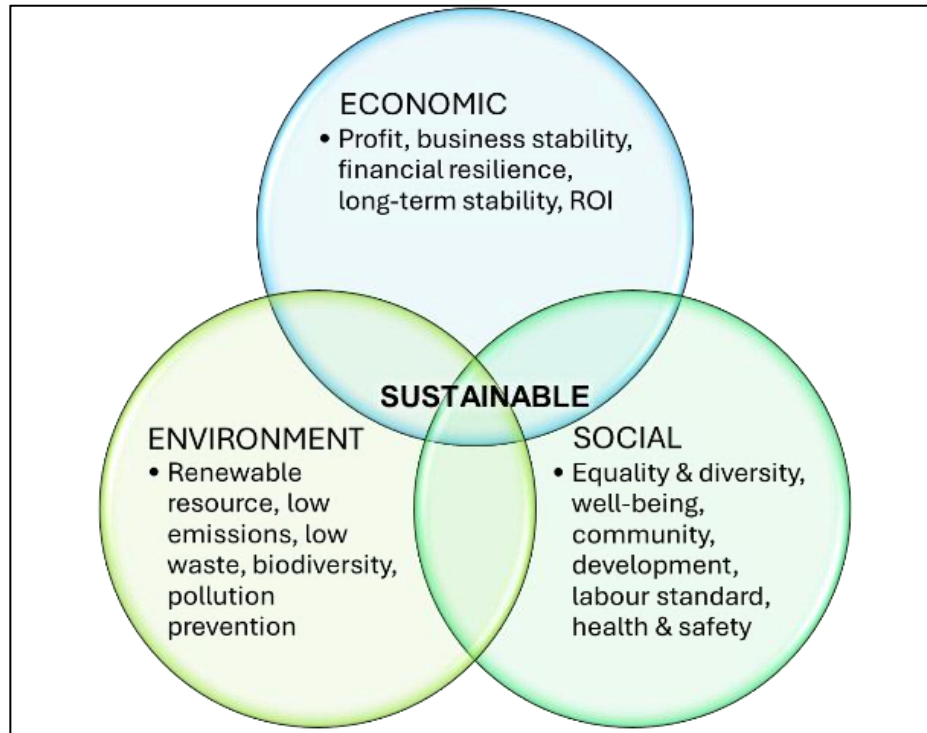 ECONOMIC
• Profit, business stability,
financial resilience,
long-term stability, ROI
SUSTAINABLE
ENVIRONMENT
• Renewable
resource, low
emissions, low
waste, biodiversity,
pollution
prevention
SOCIAL
• Equality & diversity,
well-being,
community,
development,
labour standard,
health & safety